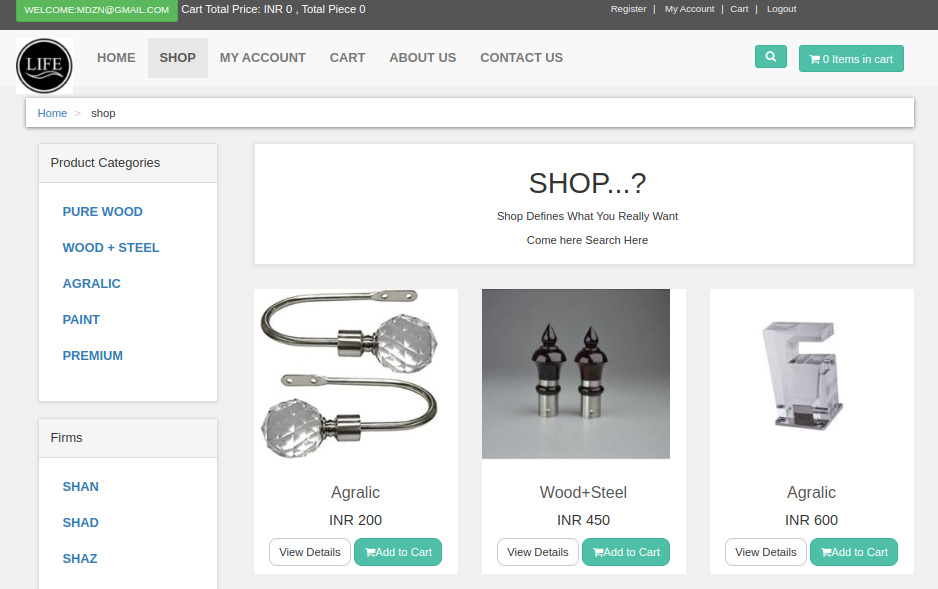 WELCOME:MDZN@GMAIL.COM Cart Total Price: INR 0 , Total Piece 0
Register | My Account | Cart | Logout
LIFE
HOME SHOP MY ACCOUNT CART ABOUT US CONTACT US
0 Items in cart
Home > shop
Product Categories
PURE WOOD
WOOD + STEEL
AGRALIC
PAINT
PREMIUM
Firms
SHAN
SHAD
SHAZ
SHOP...?
Shop Defines What You Really Want
Come here Search Here
Agralic
INR 200
View Details Add to Cart
Wood+Steel
INR 450
View Details Add to Cart
Agralic
INR 600
View Details Add to Cart